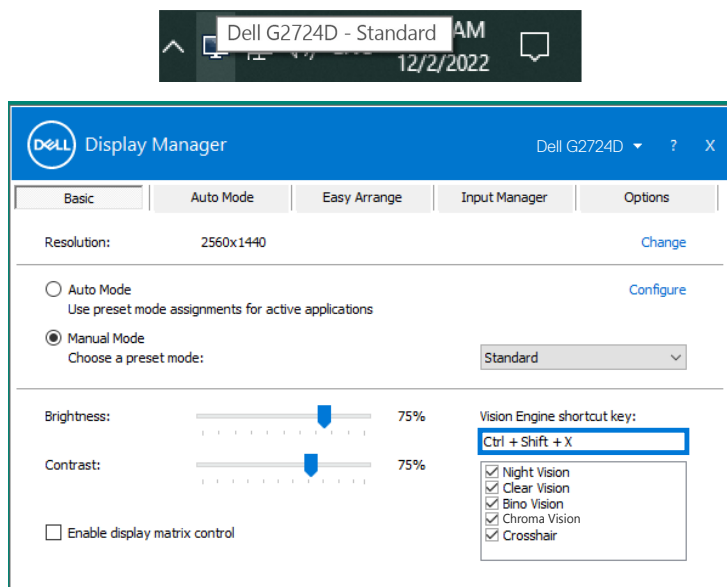 Dell G2724D - Standard
AM
12/2/2022
DELL
Display Manager
Dell G2724D
?
X
Basic
Auto Mode
Easy Arrange
Input Manager
Options
Resolution:
2560x1440
Change
Auto Mode
Configure
Use preset mode assignments for active applications
Manual Mode
Choose a preset mode:
Standard
Brightness:
75%
Vision Engine shortcut key:
Ctrl + Shift + X
Contrast:
75%
Night Vision
Clear Vision
Bino Vision
Chroma Vision
Crosshair
Enable display matrix control